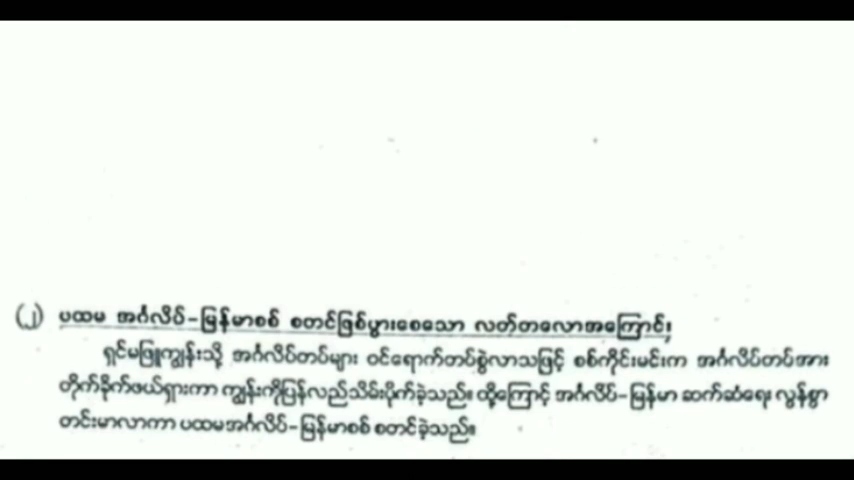 (၂) ပထမ အင်္ဂလိပ်-မြန်မာစစ် စတင်ဖြစ်ပွားစေသော လတ်တလောအကြောင်း၊
ရှင်မဖြူကျွန်းသို့ အင်္ဂလိပ်တပ်များ ဝင်ရောက်တပ်စွဲလာသဖြင့် စစ်ကိုင်းမင်းက အင်္ဂလိပ်တပ်အား
တိုက်ခိုက်ဖယ်ရှားကာ ကျွန်းကိုပြန်လည်သိမ်းပိုက်ခဲ့သည်။ ထို့ကြောင့် အင်္ဂလိပ်-မြန်မာ ဆက်ဆံရေး လွန်စွာ
တင်းမာလာကာ ပထမအင်္ဂလိပ်-မြန်မာစစ် စတင်ခဲ့သည်။